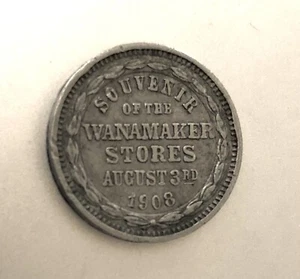 SOUVENIR
OF THE
WANAMAKER
STORES
AUGUST 3RD
1908